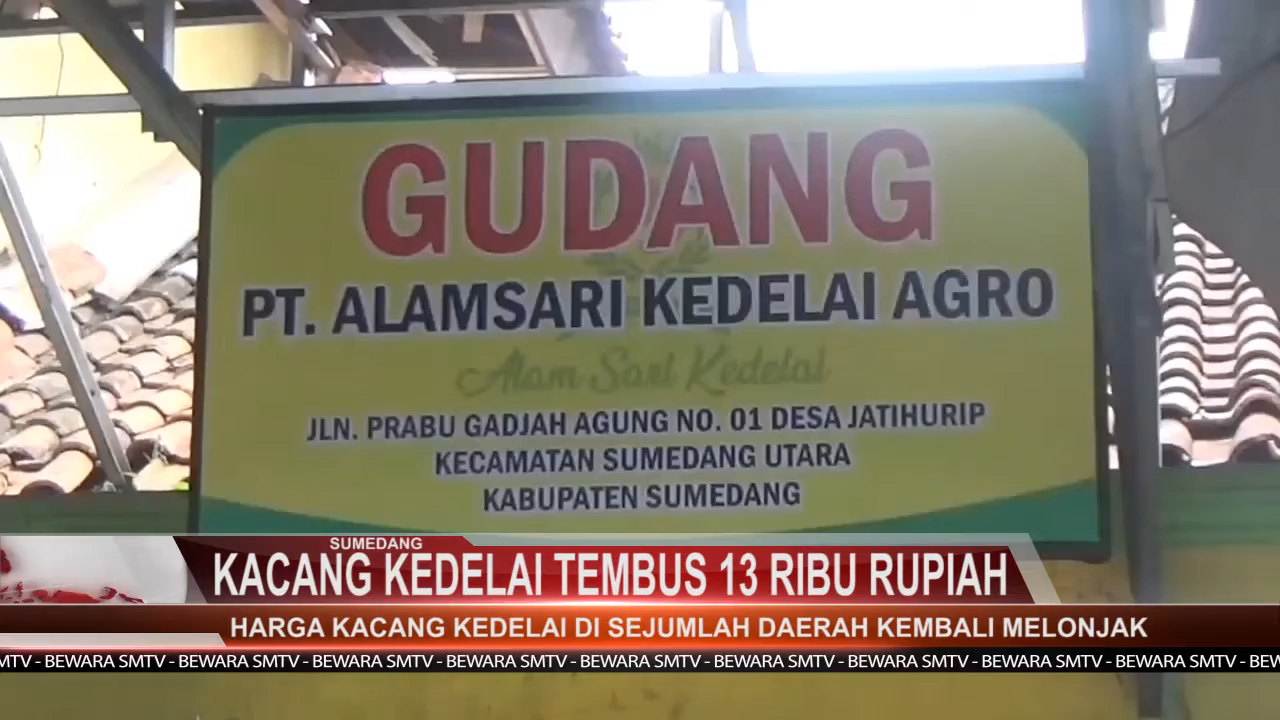 GUDANG
PT. ALAMSARI KEDELAI AGRO
Alam Sari Kedelai
JLN. PRABU GADJAH AGUNG NO. 01 DESA JATIHURIP
KECAMATAN SUMEDANG UTARA
KABUPATEN SUMEDANG
SUMEDANG
KACANG KEDELAI TEMBUS 13 RIBU RUPIAH
HARGA KACANG KEDELAI DI SEJUMLAH DAERAH KEMBALI MELONJAK
MTV - BEWARA SMTV - BEWARA SMTV - BEWARA SMTV - BEWARA SMTV - BEWARA SMTV - BEWARA SMTV - BEWARA SMTV - BEWARA SMTV - BEWARA SMTV - BEW